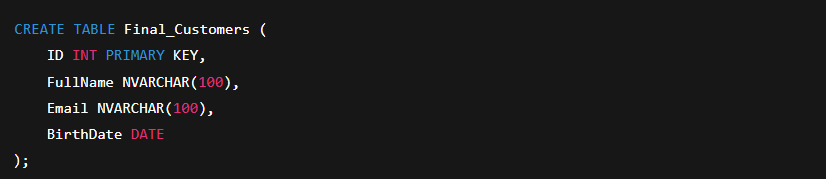 CREATE TABLE Final_Customers (
    ID INT PRIMARY KEY,
    FullName NVARCHAR(100),
    Email NVARCHAR(100),
    BirthDate DATE
);